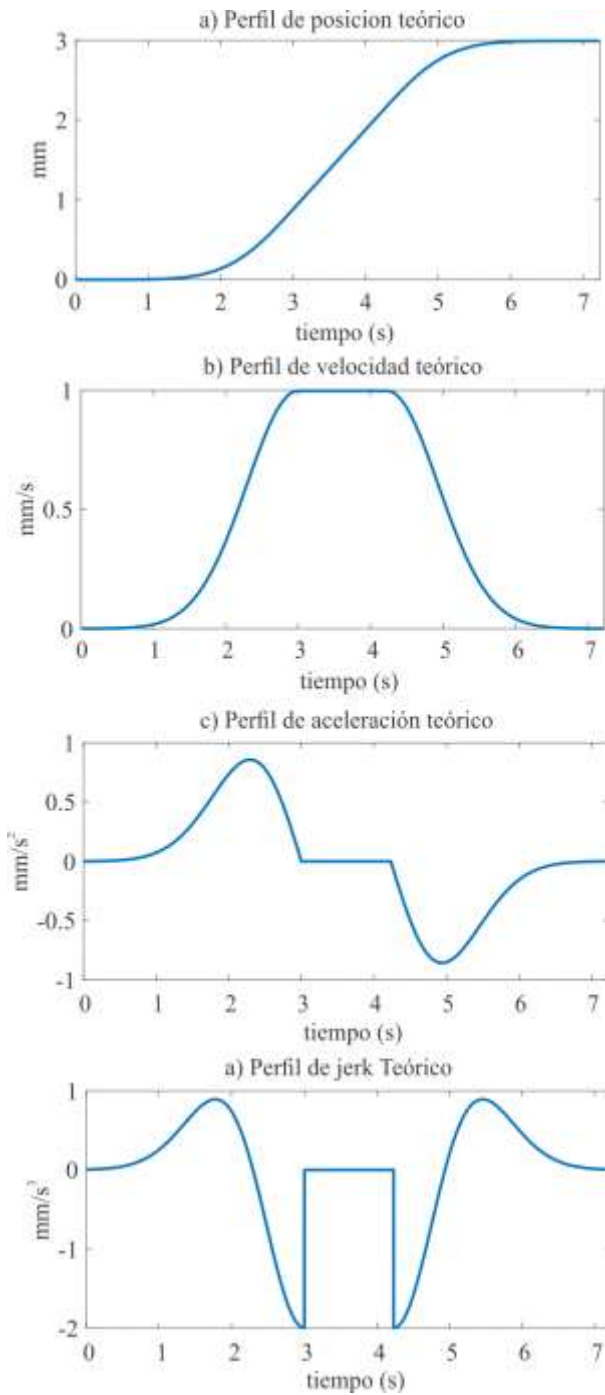 a) Perfil de posicion teórico
3
2
mm
1
0
0 1 2 3 4 5 6 7
tiempo (s)
b) Perfil de velocidad teórico
1
mm/s
0.5
0
0 1 2 3 4 5 6 7
tiempo (s)
c) Perfil de aceleración teórico
1
0.5
mm/s²
0
-0.5
-1
0 1 2 3 4 5 6 7
tiempo (s)
a) Perfil de jerk Teórico
1
0
mm/s³
-1
-2
0 1 2 3 4 5 6 7
tiempo (s)